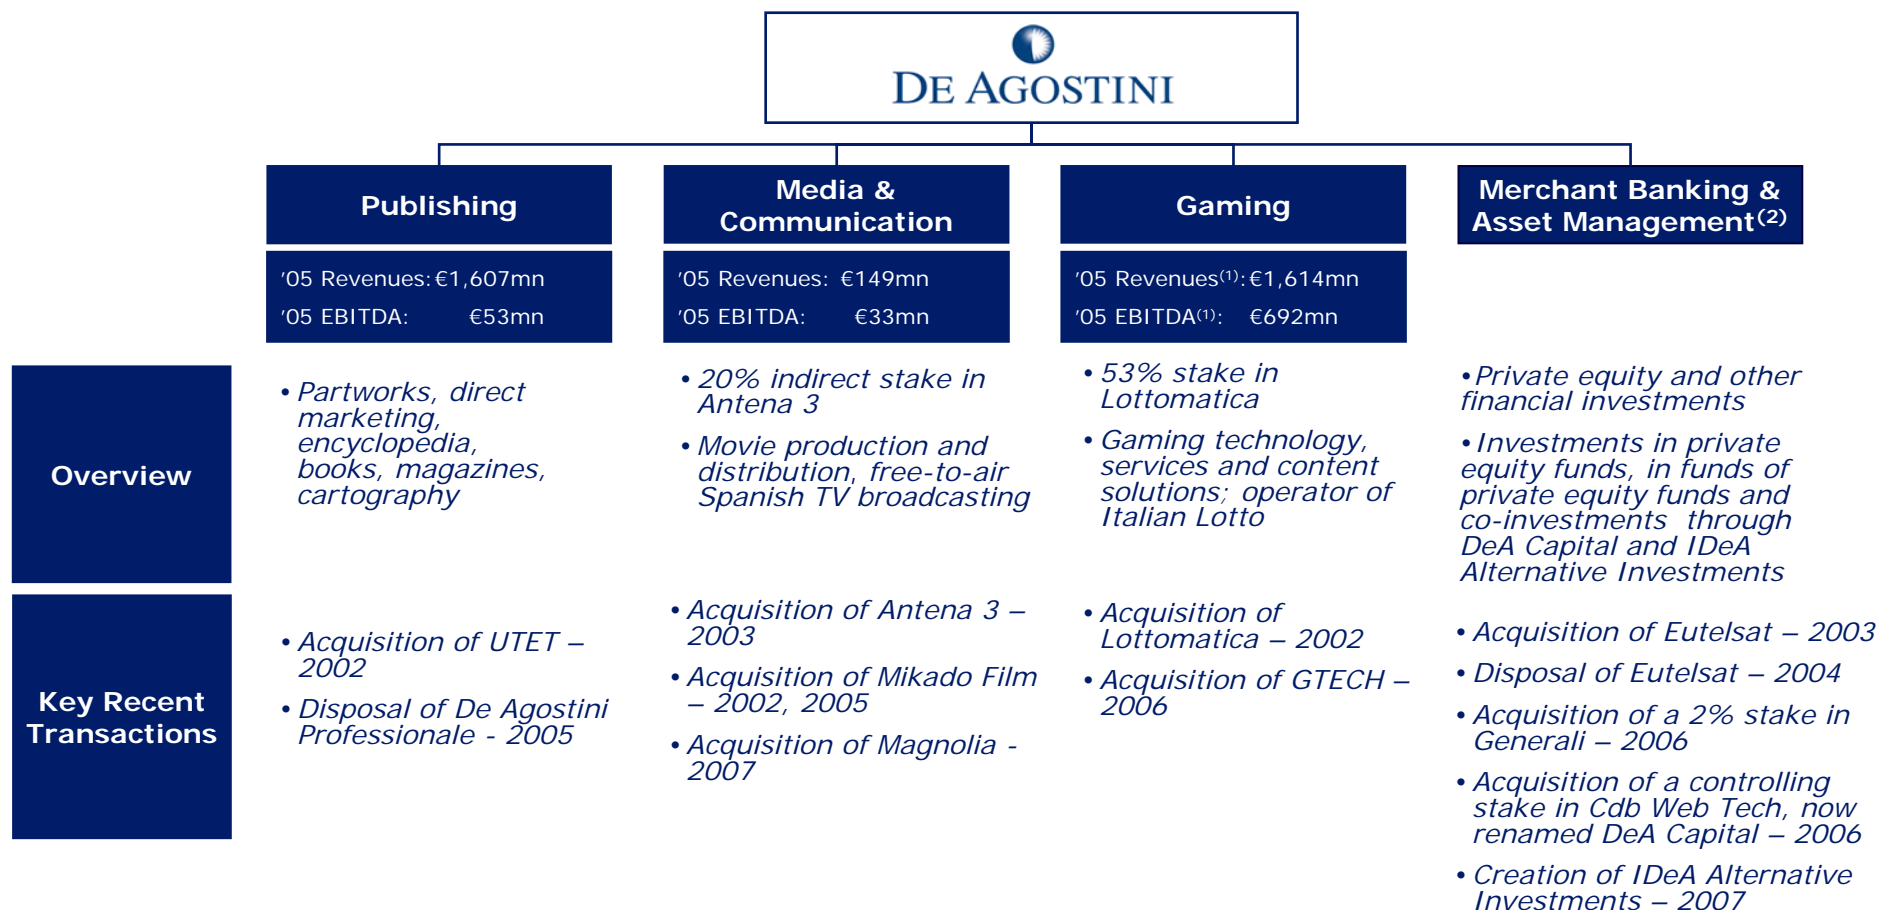 DE AGOSTINI
Publishing
'05 Revenues: €1,607mn
'05 EBITDA: €53mn
Media &
Communication
'05 Revenues: €149mn
'05 EBITDA: €33mn
Gaming
'05 Revenues(1): €1,614mn
'05 EBITDA(1): €692mn
Merchant Banking &
Asset Management(2)
Overview
• Partworks, direct
marketing,
encyclopedia,
books, magazines,
cartography
• 20% indirect stake in
Antena 3
• Movie production and
distribution, free-to-air
Spanish TV broadcasting
• 53% stake in
Lottomatica
• Gaming technology,
services and content
solutions; operator of
Italian Lotto
• Private equity and other
financial investments
• Investments in private
equity funds, in funds of
private equity funds and
co-investments through
DeA Capital and IDeA
Alternative Investments
Key Recent
Transactions
• Acquisition of UTET –
2002
• Disposal of De Agostini
Professionale - 2005
• Acquisition of Antena 3 –
2003
• Acquisition of Mikado Film
– 2002, 2005
• Acquisition of Magnolia -
2007
• Acquisition of
Lottomatica – 2002
• Acquisition of GTECH –
2006
• Acquisition of Eutelsat – 2003
• Disposal of Eutelsat – 2004
• Acquisition of a 2% stake in
Generali – 2006
• Acquisition of a controlling
stake in Cdb Web Tech, now
renamed DeA Capital – 2006
• Creation of IDeA Alternative
Investments – 2007